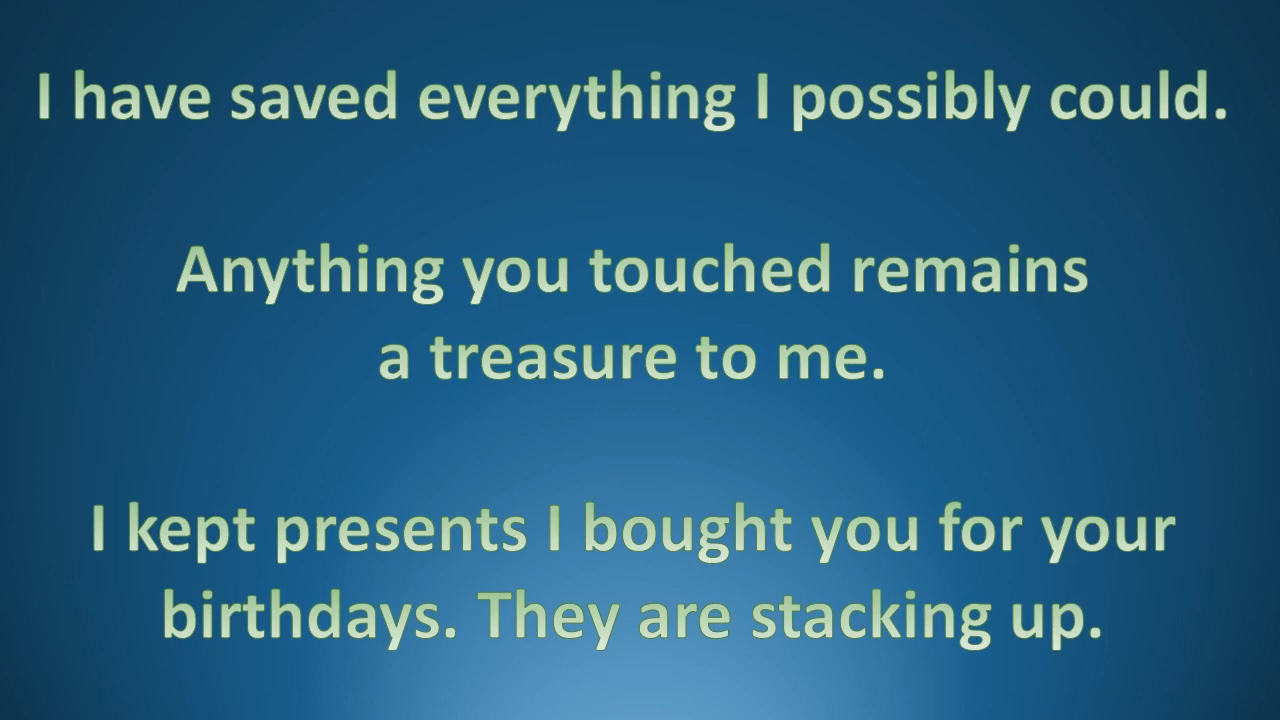 I have saved everything I possibly could.
Anything you touched remains
a treasure to me.
I kept presents I bought you for your
birthdays. They are stacking up.